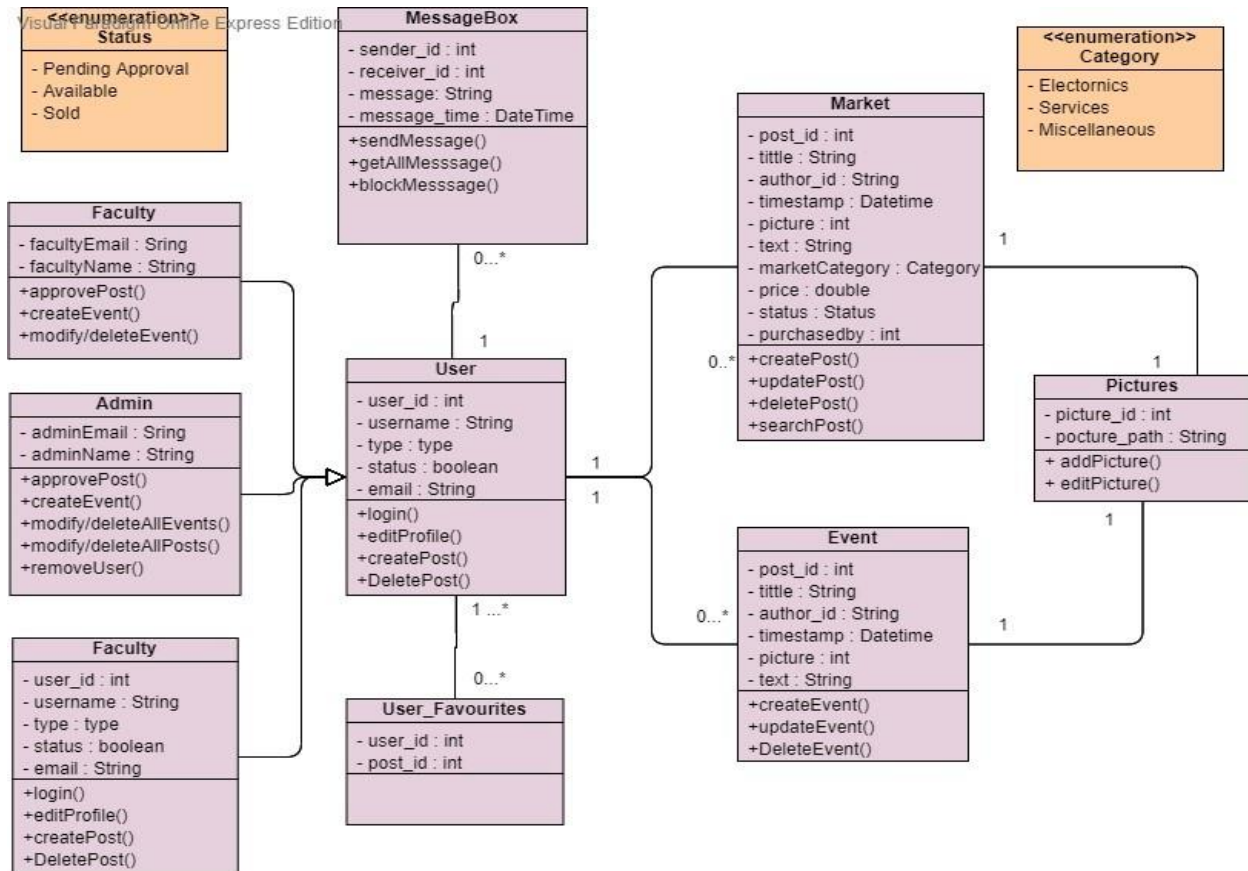 Visual Paradigm Online Express Edition
<<enumeration>>
Status
- Pending Approval
- Available
- Sold
MessageBox
- sender_id : int
- receiver_id : int
- message: String
- message_time : DateTime
+sendMessage()
+getAllMesssage()
+blockMesssage()
<<enumeration>>
Category
- Electornics
- Services
- Miscellaneous
Market
- post_id : int
- tittle : String
- author_id : String
- timestamp : Datetime
- picture : int
- text : String
- marketCategory : Category
- price : double
- status : Status
- purchasedby : int
+createPost()
+updatePost()
+deletePost()
+searchPost()
Faculty
- facultyEmail : Sring
- facultyName : String
+approvePost()
+createEvent()
+modify/deleteEvent()
0...*
1
1
0..*
1
User
- user_id : int
- username : String
- type : type
- status : boolean
- email : String
+login()
+editProfile()
+createPost()
+DeletePost()
Pictures
- picture_id : int
- pocture_path : String
+ addPicture()
+ editPicture()
Admin
- adminEmail : Sring
- adminName : String
+approvePost()
+createEvent()
+modify/deleteAllEvents()
+modify/deleteAllPosts()
+removeUser()
1
1
1
Event
- post_id : int
- tittle : String
- author_id : String
- timestamp : Datetime
- picture : int
- text : String
+createEvent()
+updateEvent()
+DeleteEvent()
1 ...*
0...*
0...*
1
Faculty
- user_id : int
- username : String
- type : type
- status : boolean
- email : String
+login()
+editProfile()
+createPost()
+DeletePost()
User_Favourites
- user_id : int
- post_id : int